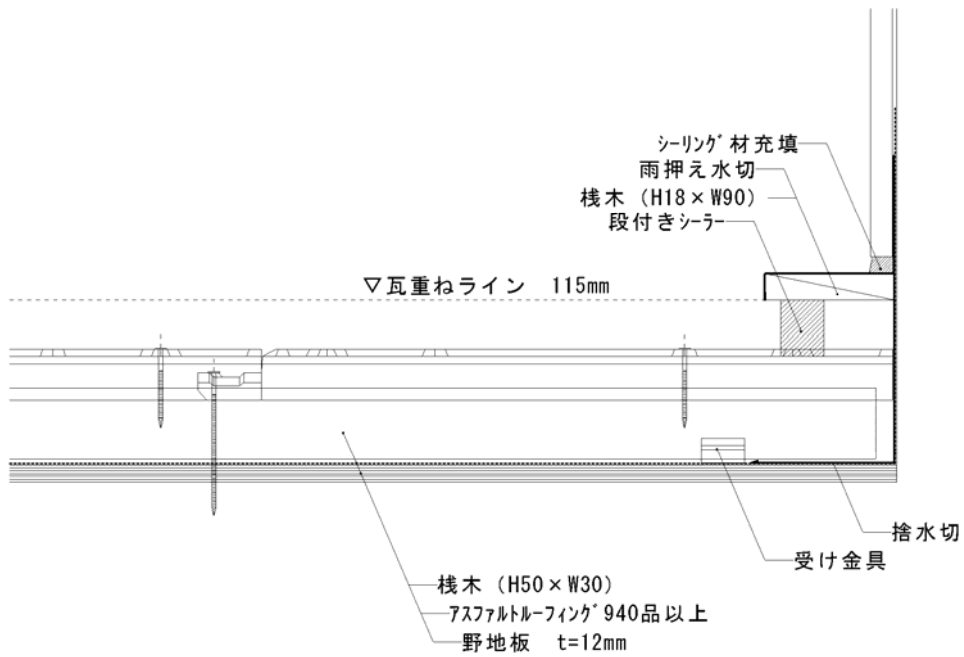 シーリング材充填
雨押え水切
桟木（H18×W90）
段付きシーラー
▽瓦重ねライン　115mm
捨水切
受け金具
桟木（H50×W30）
アスファルトルーフィング940品以上
野地板　t=12mm